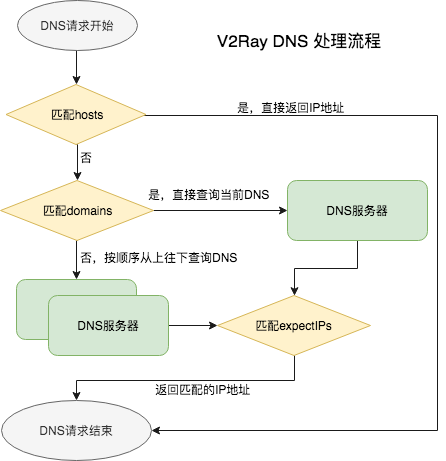 DNS请求开始
V2Ray DNS 处理流程
匹配hosts
是，直接返回IP地址
否
是，直接查询当前DNS
匹配domains
DNS服务器
否，按顺序从上往下查询DNS
DNS服务器
匹配expectIPs
返回匹配的IP地址
DNS请求结束